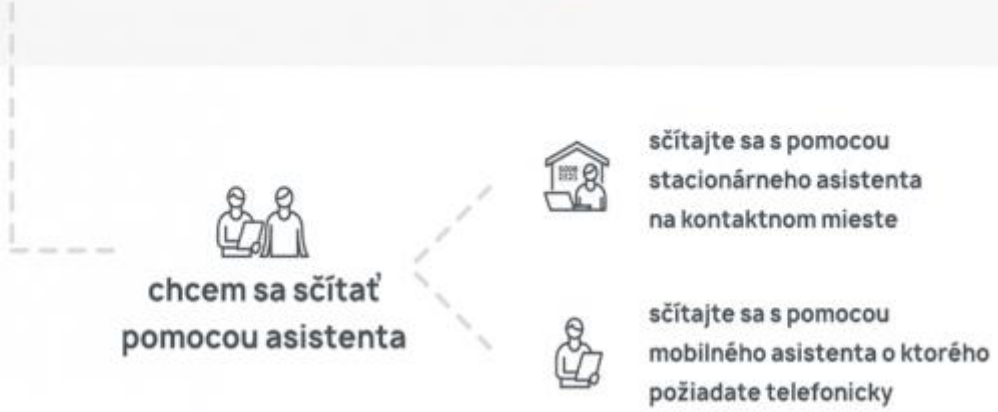 chcem sa sčítať
pomocou asistenta
sčítajte sa s pomocou
stacionárneho asistenta
na kontaktnom mieste
sčítajte sa s pomocou
mobilného asistenta o ktorého
požiadate telefonicky